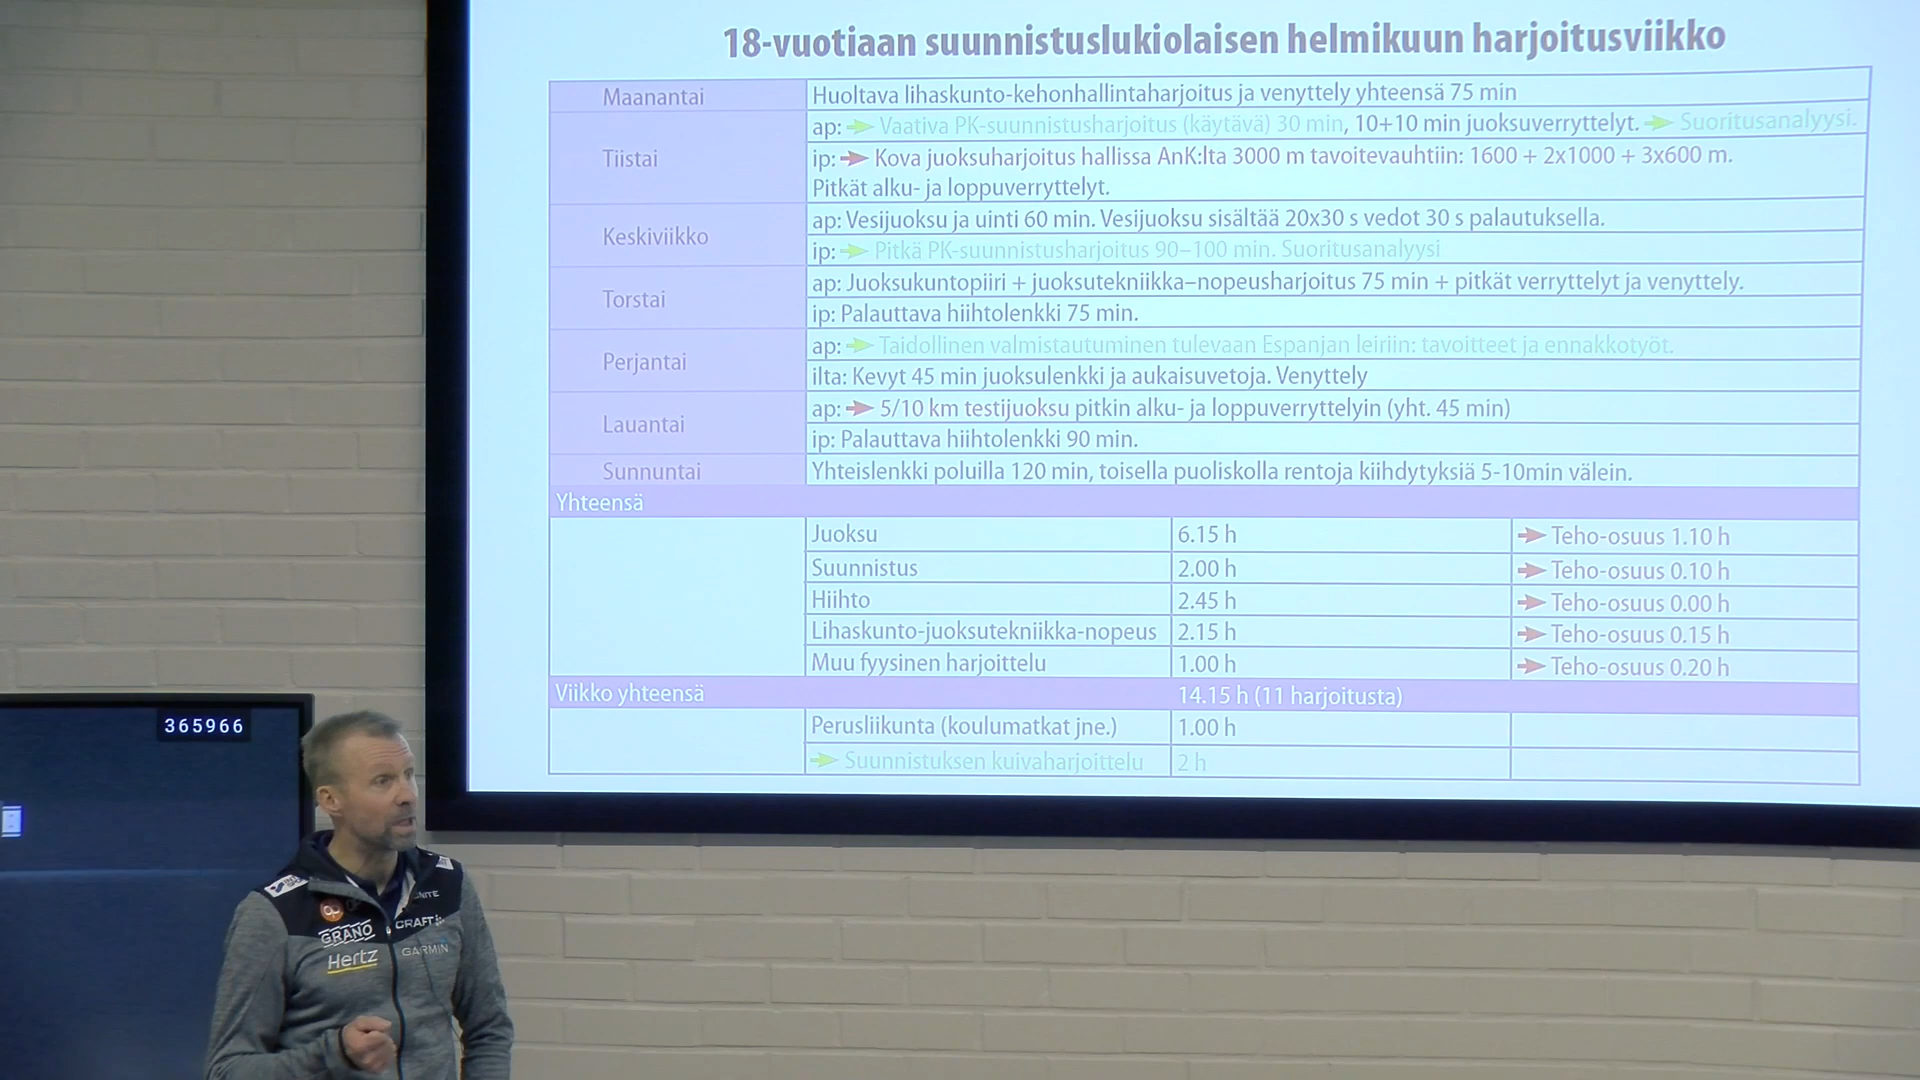 18-vuotiaan suunnistuslukiolaisen helmikuun harjoitusviikko
Maanantai Huoltava lihaskunto-kehonhallintaharjoitus ja venyttely yhteensä 75 min
Tiistai
ap: Vaativa PK-suunnistusharjoitus (käytävä) 30 min, 10+10 min juoksuverryttelyt. Suoritusanalyysi.
ip: Kova juoksuharjoitus hallissa AnK:lta 3000 m tavoitevauhtiin: 1600 + 2x1000 + 3x600 m.
Pitkät alku- ja loppuverryttelyt.
Keskiviikko
ap: Vesijuoksu ja uinti 60 min. Vesijuoksu sisältää 20x30 s vedot 30 s palautuksella.
ip: Pitkä PK-suunnistusharjoitus 90–100 min. Suoritusanalyysi
Torstai
ap: Juoksukuntopiiri + juoksutekniikka–nopeusharjoitus 75 min + pitkät verryttelyt ja venyttely.
ip: Palauttava hiihtolenkki 75 min.
Perjantai
ap: Taidollinen valmistautuminen tulevaan Espanjan leiriin: tavoitteet ja ennakkotyöt.
ilta: Kevyt 45 min juoksulenkki ja aukaisuvetoja. Venyttely
Lauantai
ap: 5/10 km testijuoksu pitkin alku- ja loppuverryttelyin (yht. 45 min)
ip: Palauttava hiihtolenkki 90 min.
Sunnuntai Yhteislenkki poluilla 120 min, toisella puoliskolla rentoja kiihdytyksiä 5-10min välein.
Yhteensä
Juoksu 6.15 h Teho-osuus 1.10 h
Suunnistus 2.00 h Teho-osuus 0.10 h
Hiihto 2.45 h Teho-osuus 0.00 h
Lihaskunto-juoksutekniikka-nopeus 2.15 h Teho-osuus 0.15 h
Muu fyysinen harjoittelu 1.00 h Teho-osuus 0.20 h
Viikko yhteensä 14.15 h (11 harjoitusta)
Perusliikunta (koulumatkat jne.) 1.00 h
Suunnistuksen kuivaharjoittelu 2 h
365966
op
GRANO
CRAFT
Hertz
GARMIN